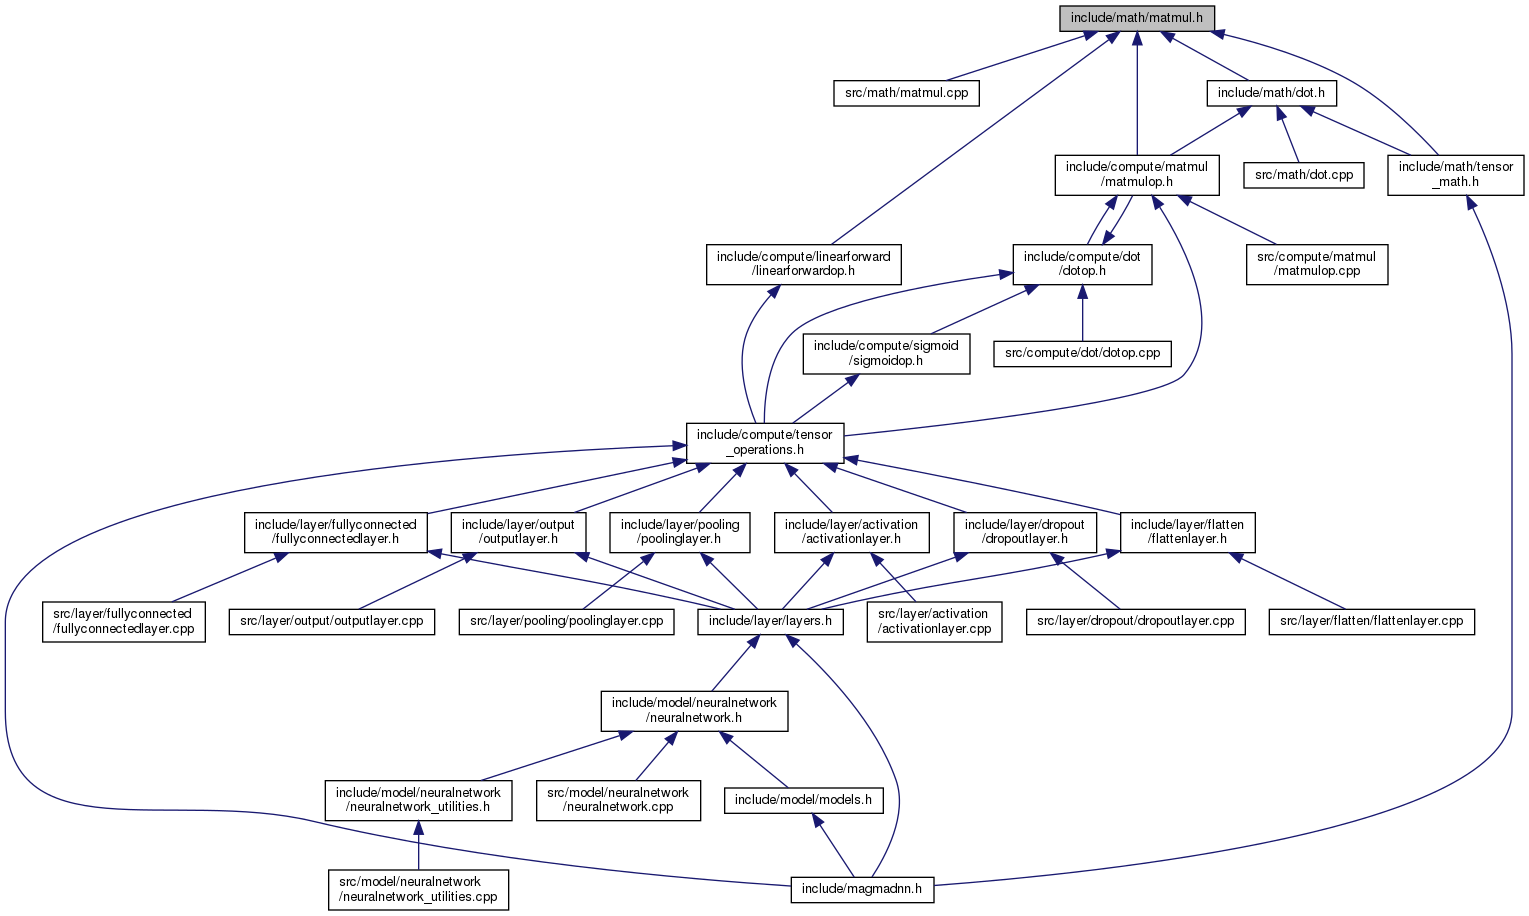 include/math/matmul.h
src/math/matmul.cpp
include/math/dot.h
include/compute/matmul
/matmulop.h
src/math/dot.cpp
include/math/tensor
_math.h
include/compute/linearforward
/linearforwardop.h
include/compute/dot
/dotop.h
src/compute/matmul
/matmulop.cpp
include/compute/sigmoid
/sigmoidop.h
src/compute/dot/dotop.cpp
include/compute/tensor
_operations.h
include/layer/fullyconnected
/fullyconnectedlayer.h
include/layer/output
/outputlayer.h
include/layer/pooling
/poolinglayer.h
include/layer/activation
/activationlayer.h
include/layer/dropout
/dropoutlayer.h
include/layer/flatten
/flattenlayer.h
src/layer/fullyconnected
/fullyconnectedlayer.cpp
src/layer/output/outputlayer.cpp
src/layer/pooling/poolinglayer.cpp
include/layer/layers.h
src/layer/activation
/activationlayer.cpp
src/layer/dropout/dropoutlayer.cpp
src/layer/flatten/flattenlayer.cpp
include/model/neuralnetwork
/neuralnetwork.h
include/model/neuralnetwork
/neuralnetwork_utilities.h
src/model/neuralnetwork
/neuralnetwork.cpp
include/model/models.h
src/model/neuralnetwork
/neuralnetwork_utilities.cpp
include/magmadnn.h